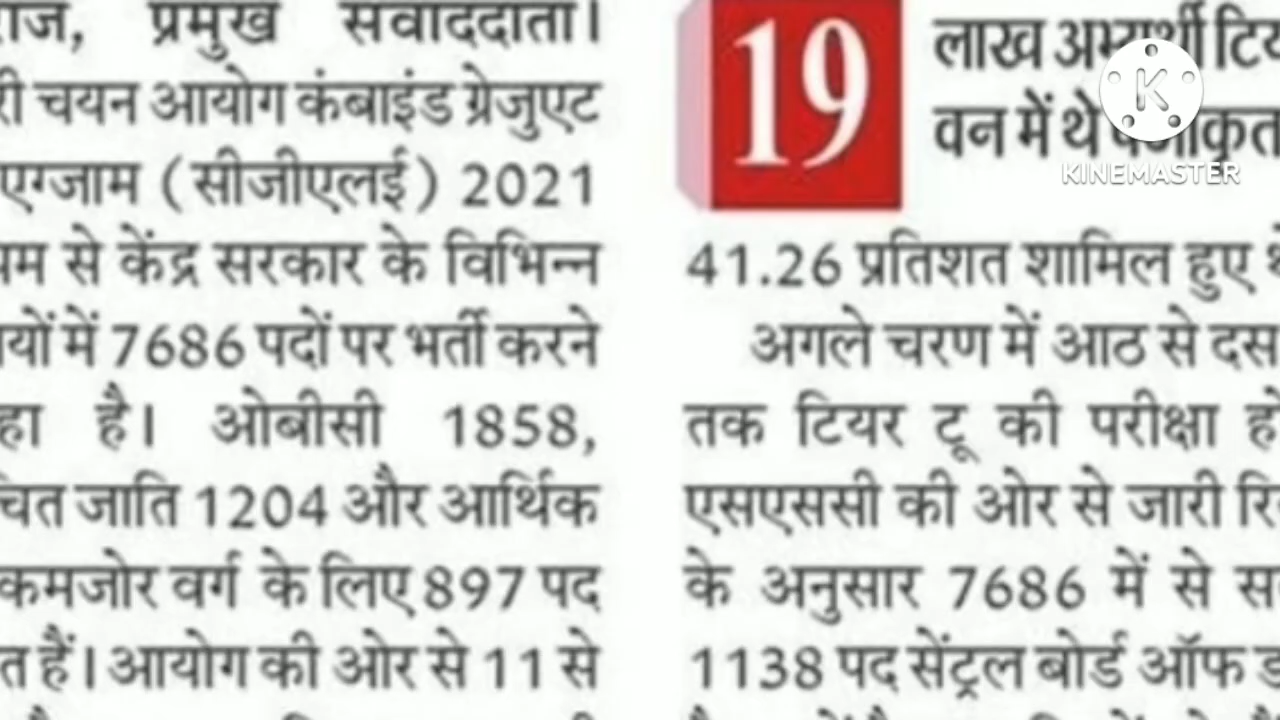 प्रमुख संवाददाता।
चयन आयोग कंबाइंड ग्रेजुएट
एग्जाम (सीजीएलई) 2021
से केंद्र सरकार के विभिन्न
में 7686 पदों पर भर्ती करने
है। ओबीसी 1858,
जाति 1204 और आर्थिक
कमजोर वर्ग के लिए 897 पद
हैं। आयोग की ओर से 11 से
19
लाख अभ्यर्थी
में थे
41.26 प्रतिशत शामिल हुए
अगले चरण में आठ से दस
तक टियर टू की परीक्षा
एसएससी की ओर से जारी
के अनुसार 7686 में से
1138 पद सेंट्रल बोर्ड ऑफ
K
KINEMASTER